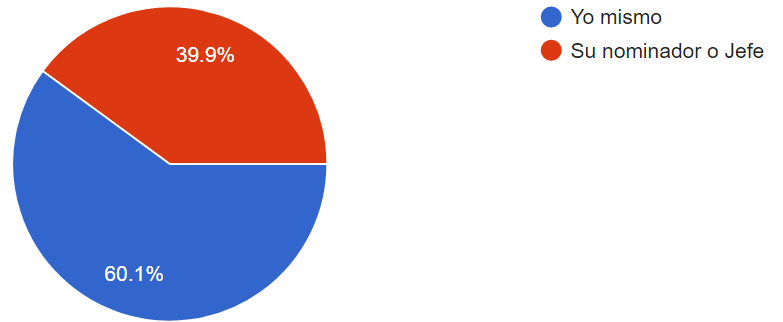 Yo mismo
Su nominador o Jefe
39.9%
60.1%